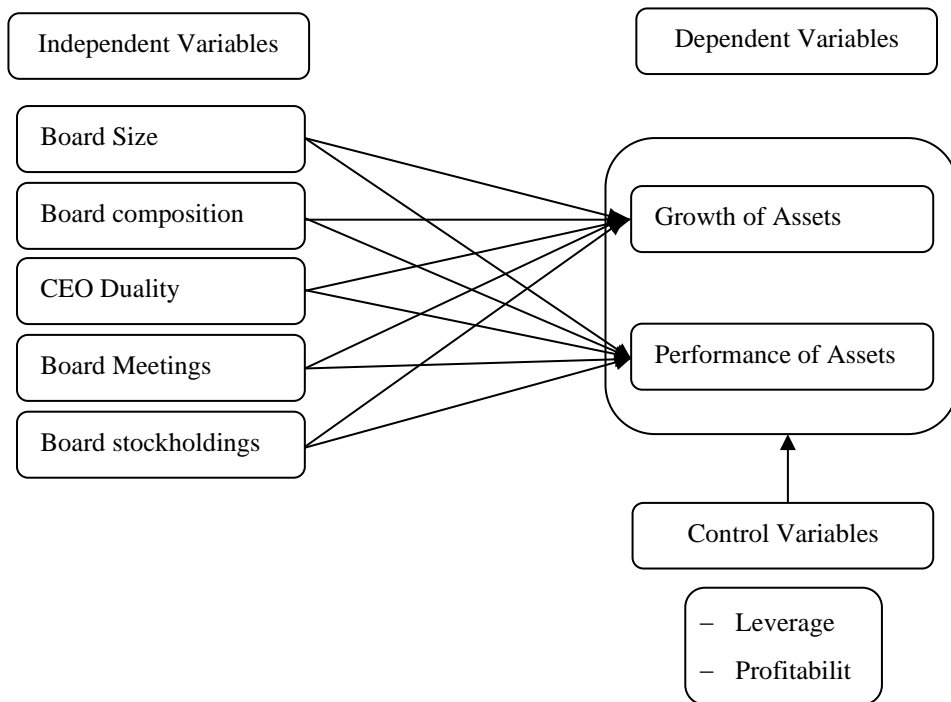 Independent Variables
Dependent Variables
Board Size
Board composition
CEO Duality
Board Meetings
Board stockholdings
Growth of Assets
Performance of Assets
Control Variables
– Leverage
– Profitabilit